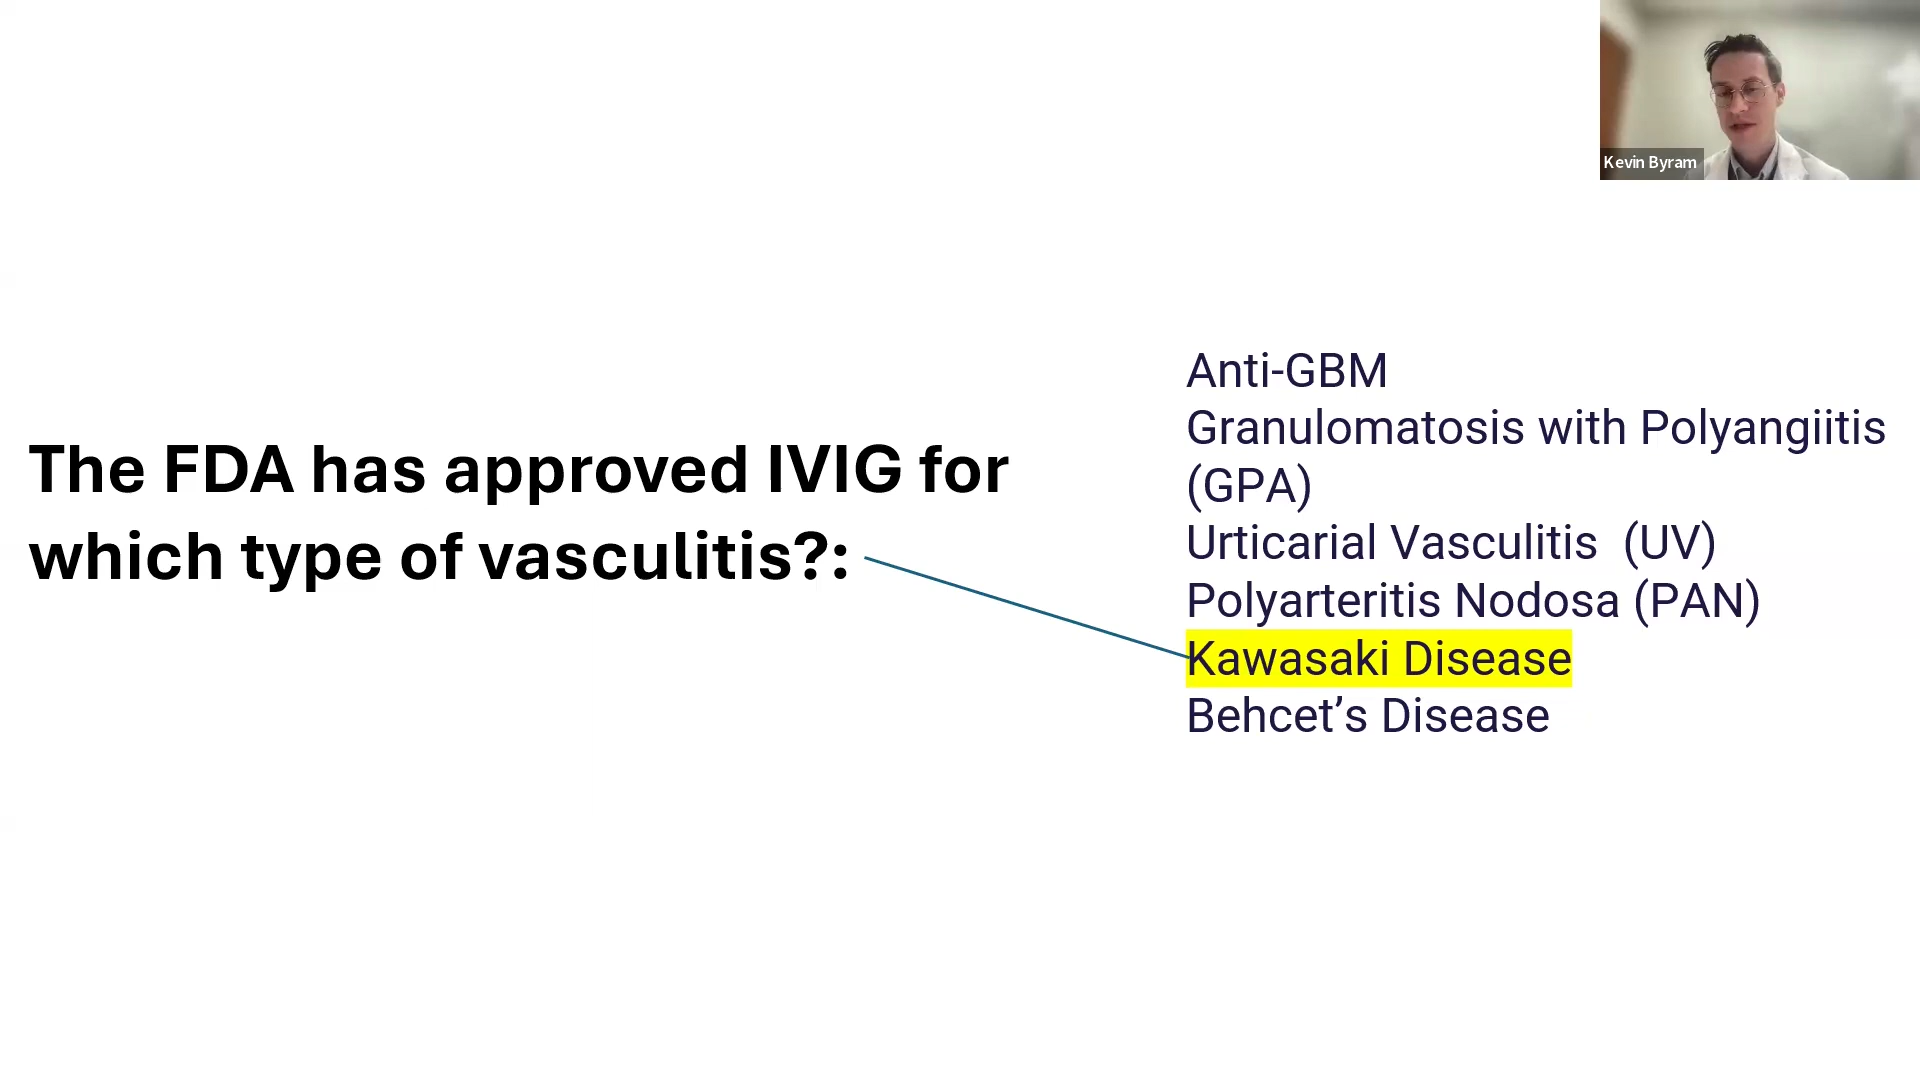 Kevin Byram
The FDA has approved IVIG for
which type of vasculitis?:
Anti-GBM
Granulomatosis with Polyangiitis
(GPA)
Urticarial Vasculitis  (UV)
Polyarteritis Nodosa (PAN)
Kawasaki Disease
Behcet’s Disease